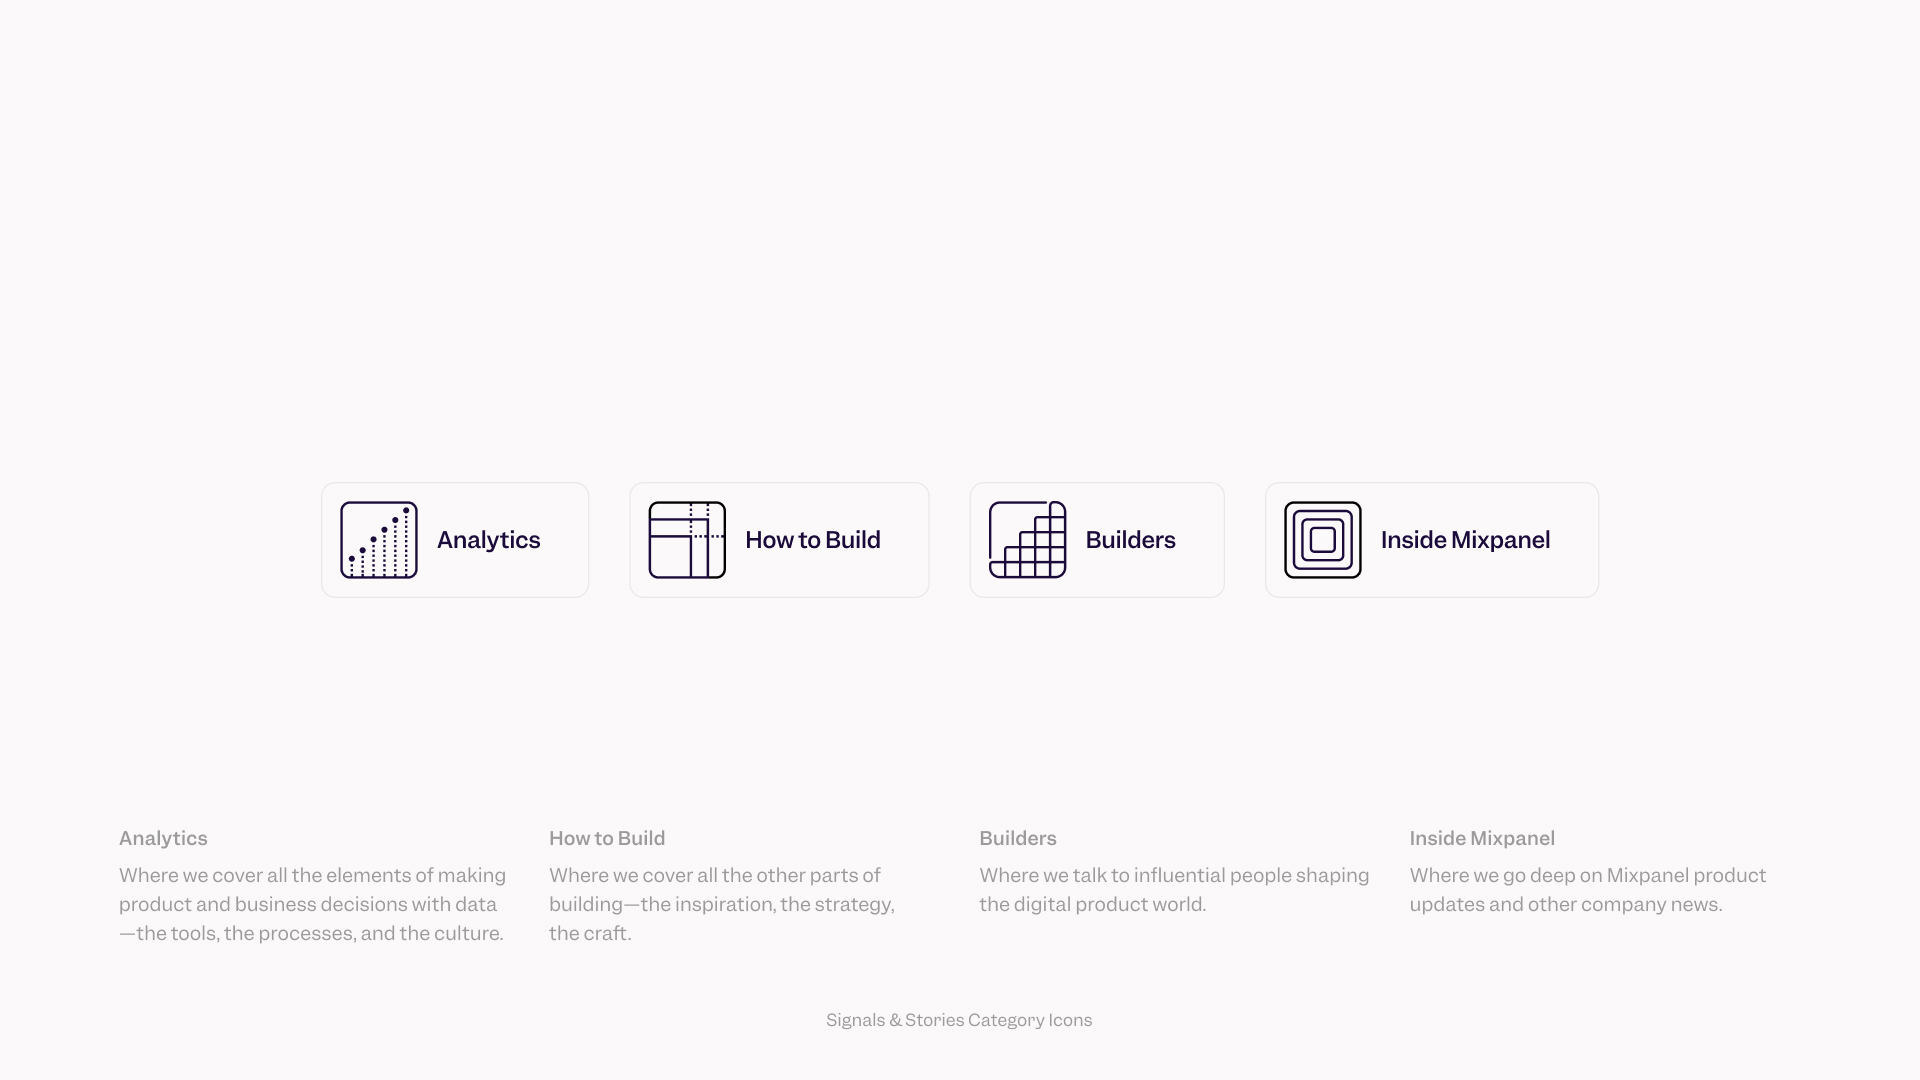 Analytics
How to Build
Builders
Inside Mixpanel
Analytics
Where we cover all the elements of making
product and business decisions with data
—the tools, the processes, and the culture.
How to Build
Where we cover all the other parts of
building—the inspiration, the strategy,
the craft.
Builders
Where we talk to influential people shaping
the digital product world.
Inside Mixpanel
Where we go deep on Mixpanel product
updates and other company news.
Signals & Stories Category Icons